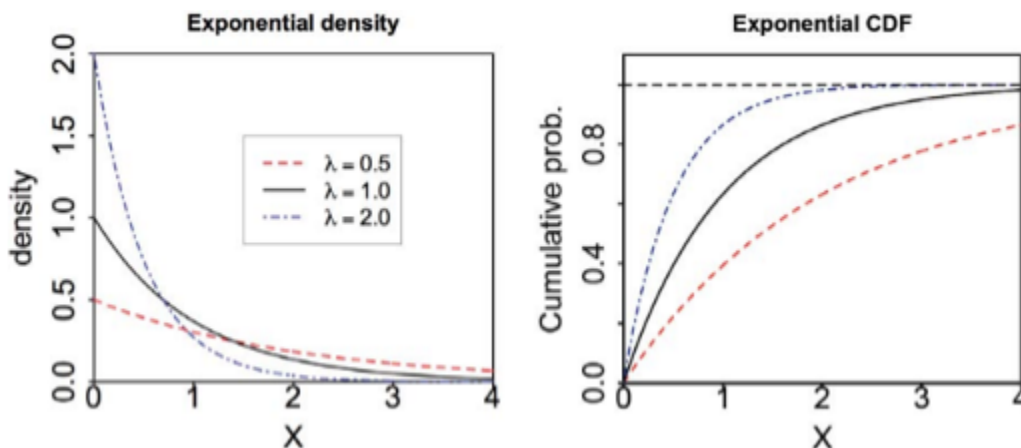 Exponential density
2.0
1.5
1.0
0.5
0.0
density
0 1 2 3 4
X
λ = 0.5
λ = 1.0
λ = 2.0
Exponential CDF
0.8
0.4
0.0
Cumulative prob.
0 1 2 3 4
X